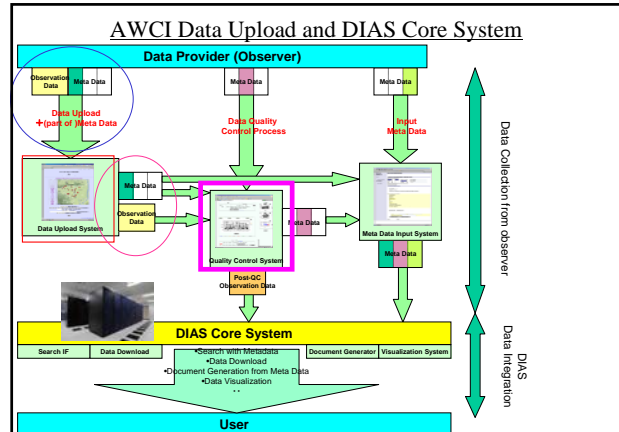 AWCI Data Upload and DIAS Core System
Data Provider (Observer)
Observation
Data
Meta Data
Meta Data
Meta Data
Data Upload
+(part of )Meta Data
Data Quality
Control Process
Input
Meta Data
Data Collection from observer
Meta Data
Observation
Data
Meta Data
Data Upload System
Quality Control System
Meta Data Input System
Post-QC
Observation Data
Meta Data
DIAS Core System
Search IF
Data Download
Document Generator
Visualization System
•Search with Metadata
•Data Download
•Document Generation from Meta Data
•Data Visualization
DIAS
Data Integration
User